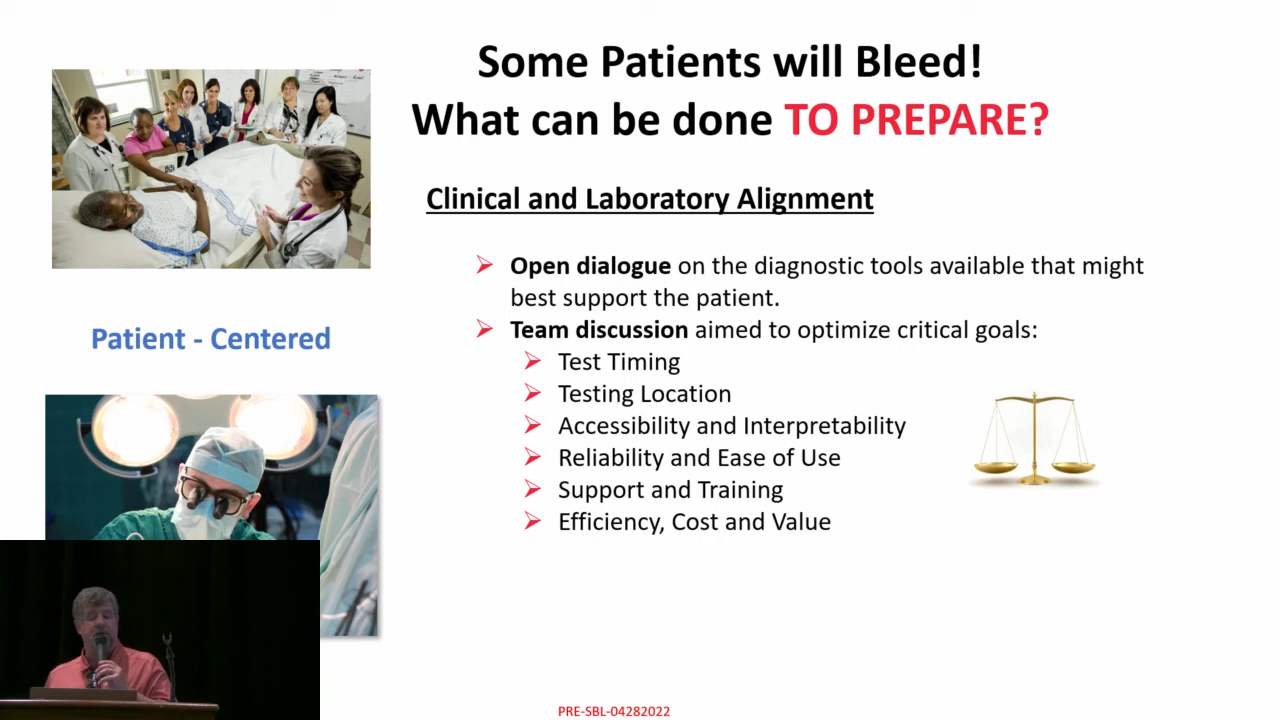 Some Patients will Bleed!
What can be done TO PREPARE?
Clinical and Laboratory Alignment
Open dialogue on the diagnostic tools available that might
best support the patient.
Team discussion aimed to optimize critical goals:
Test Timing
Testing Location
Accessibility and Interpretability
Reliability and Ease of Use
Support and Training
Efficiency, Cost and Value
Patient - Centered
PRE-SBL-04282022